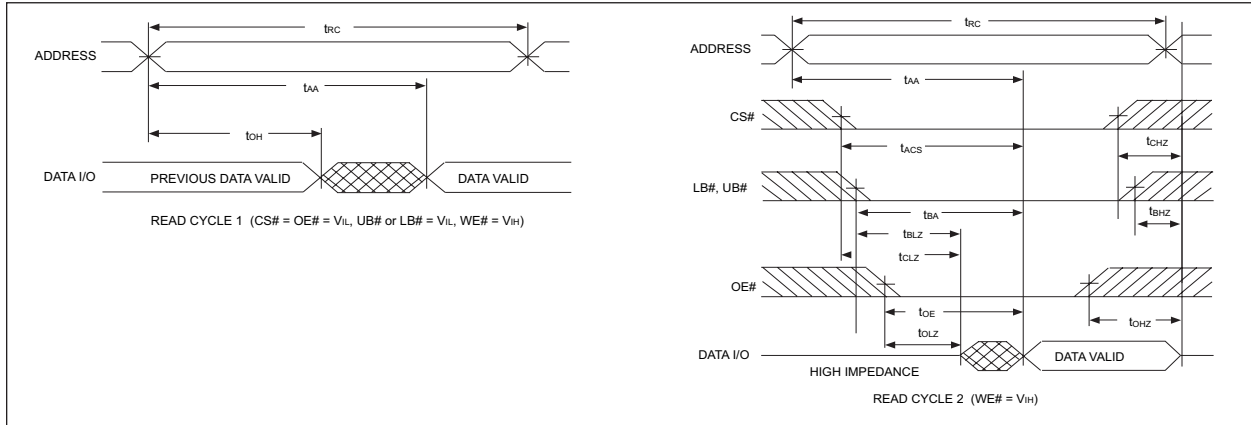 tRC
ADDRESS
tAA
tOH
DATA I/O
PREVIOUS DATA VALID
DATA VALID
READ CYCLE 1 (CS# = OE# = VIL, UB# or LB# = VIL, WE# = VIH)
tRC
ADDRESS
tAA
CS#
tACS
tCHZ
LB#, UB#
tBA
tBHZ
tBLZ
tCLZ
OE#
tOE
tOHZ
tOLZ
DATA I/O
DATA VALID
HIGH IMPEDANCE
READ CYCLE 2 (WE# = VIH)